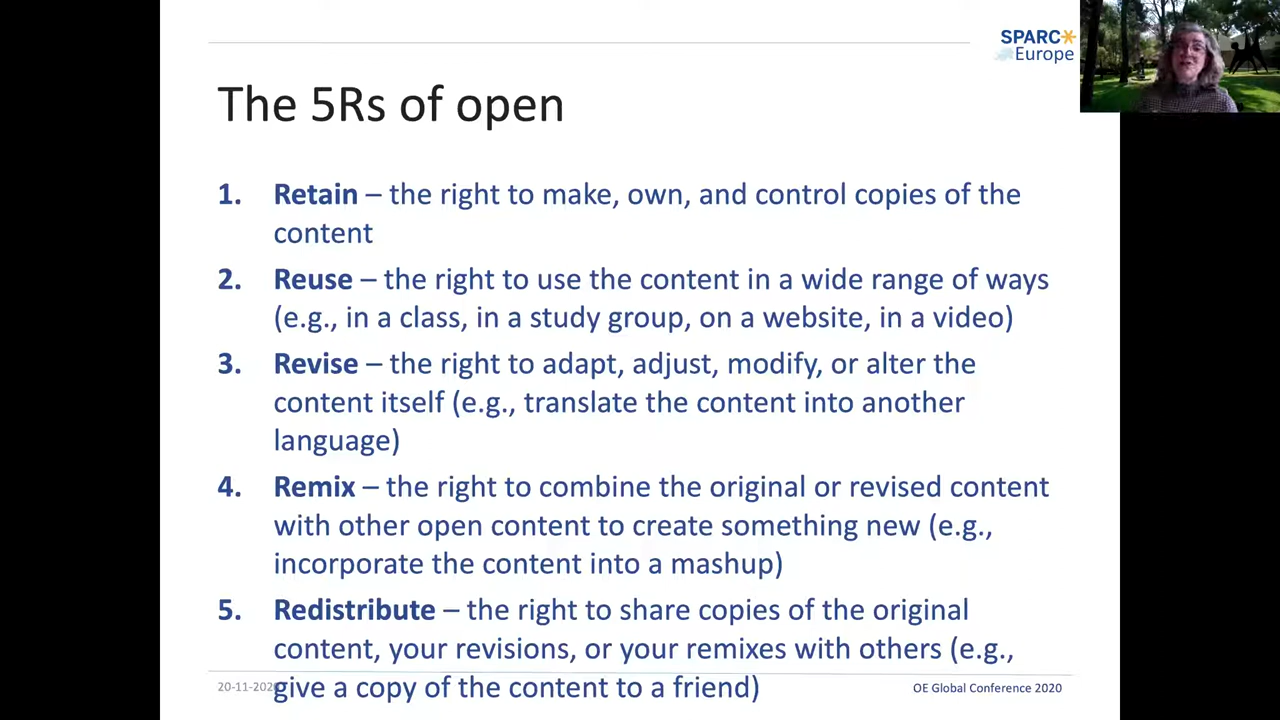 SPARC
Europe
The 5Rs of open
1. Retain – the right to make, own, and control copies of the
content
2. Reuse – the right to use the content in a wide range of ways
(e.g., in a class, in a study group, on a website, in a video)
3. Revise – the right to adapt, adjust, modify, or alter the
content itself (e.g., translate the content into another
language)
4. Remix – the right to combine the original or revised content
with other open content to create something new (e.g.,
incorporate the content into a mashup)
5. Redistribute – the right to share copies of the original
content, your revisions, or your remixes with others (e.g.,
give a copy of the content to a friend)
OE Global Conference 2020